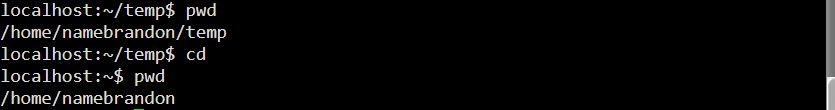 localhost:~/temp$ pwd
/home/namebrandon/temp
localhost:~/temp$ cd
localhost:~$ pwd
/home/namebrandon